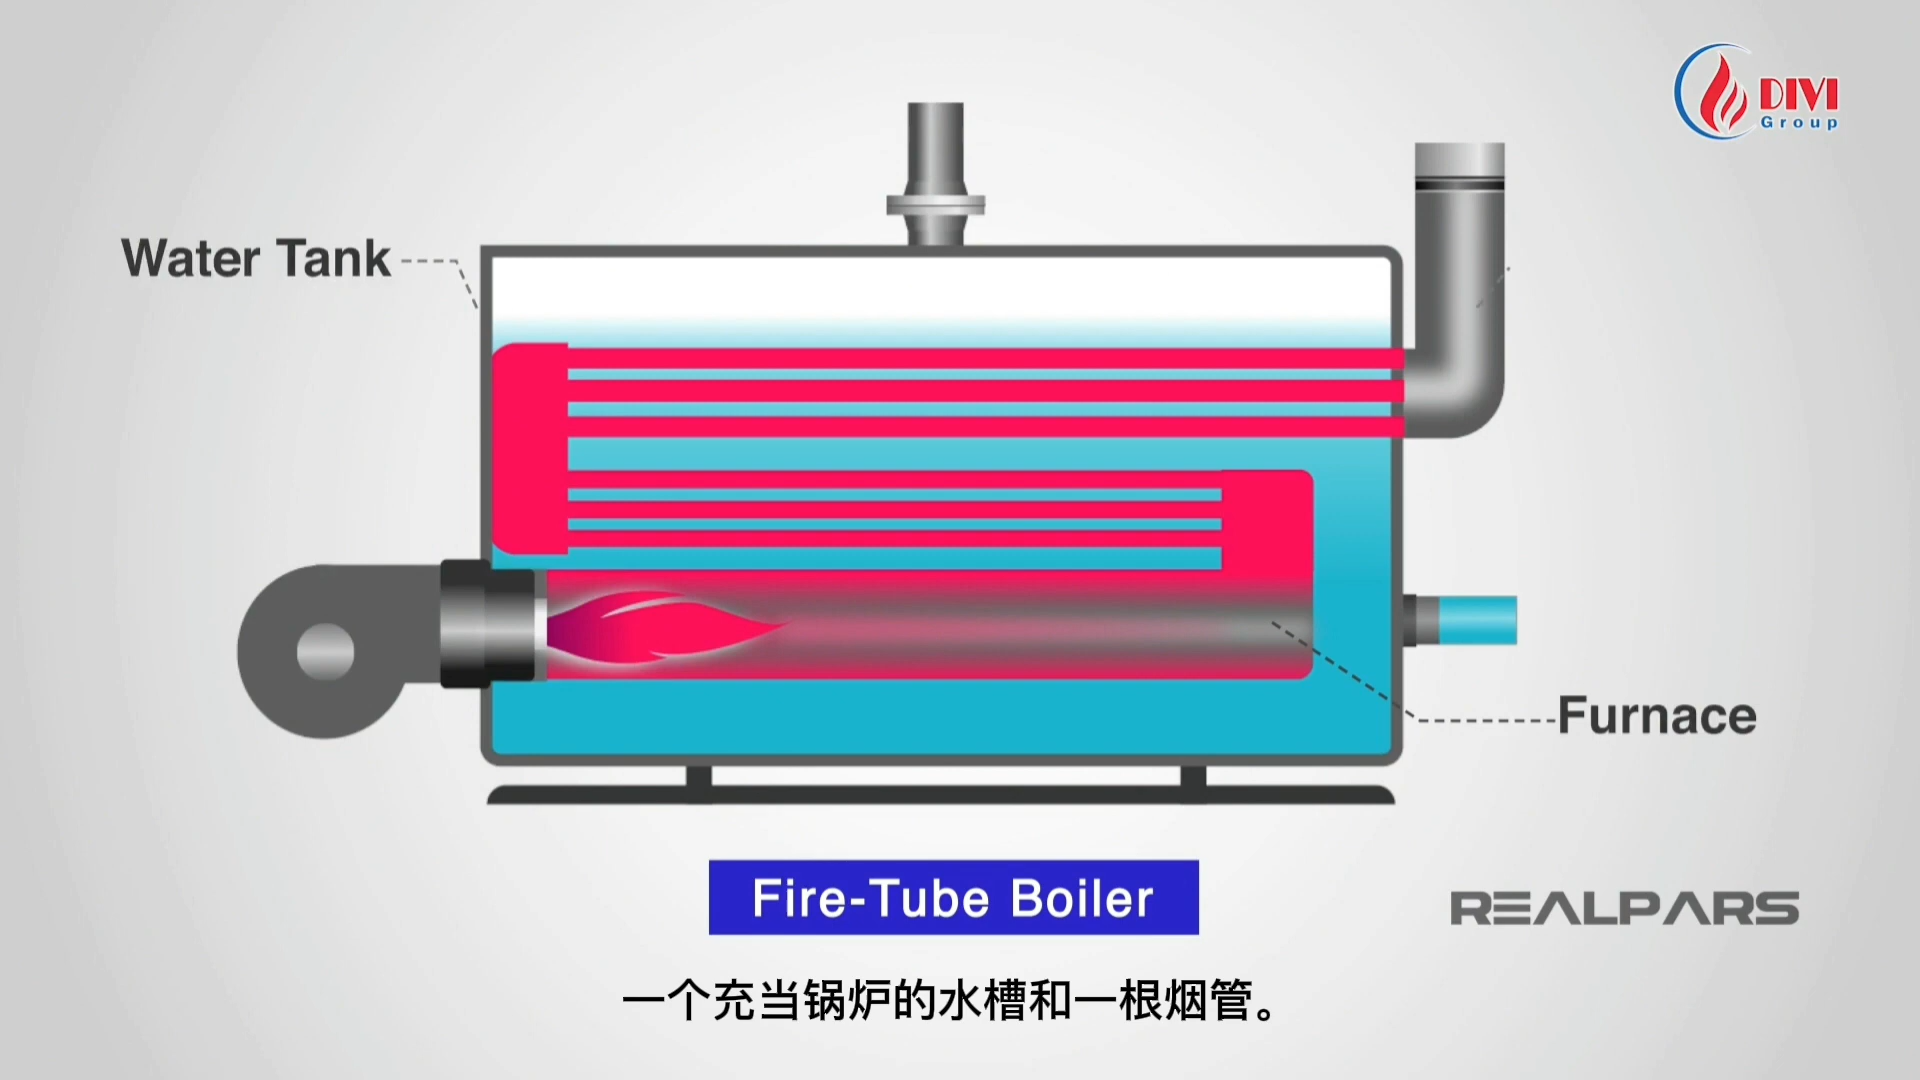 DIVI
Group
Water Tank
Furnace
Fire-Tube Boiler
REALPARS
一个充当锅炉的水槽和一根烟管。